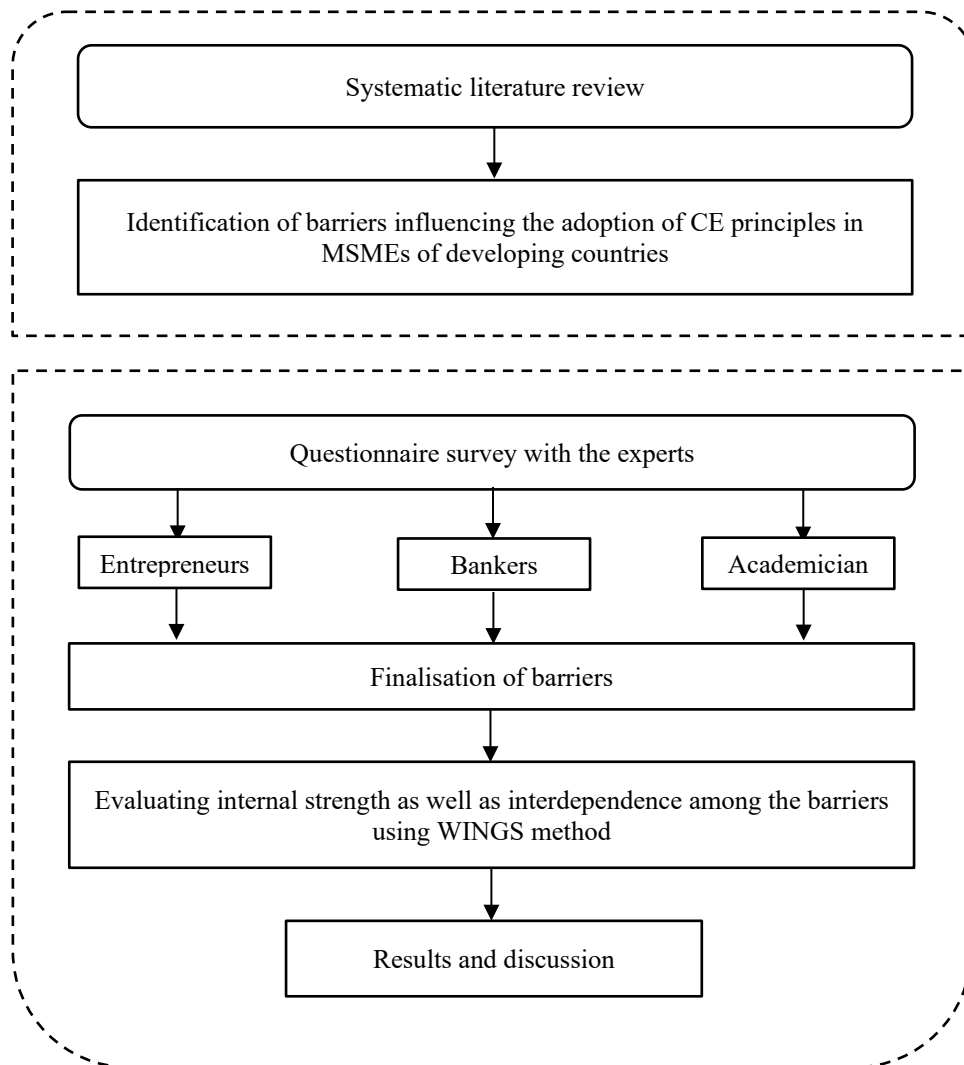 Systematic literature review
Identification of barriers influencing the adoption of CE principles in
MSMEs of developing countries
Questionnaire survey with the experts
Entrepreneurs
Bankers
Academician
Finalisation of barriers
Evaluating internal strength as well as interdependence among the barriers
using WINGS method
Results and discussion